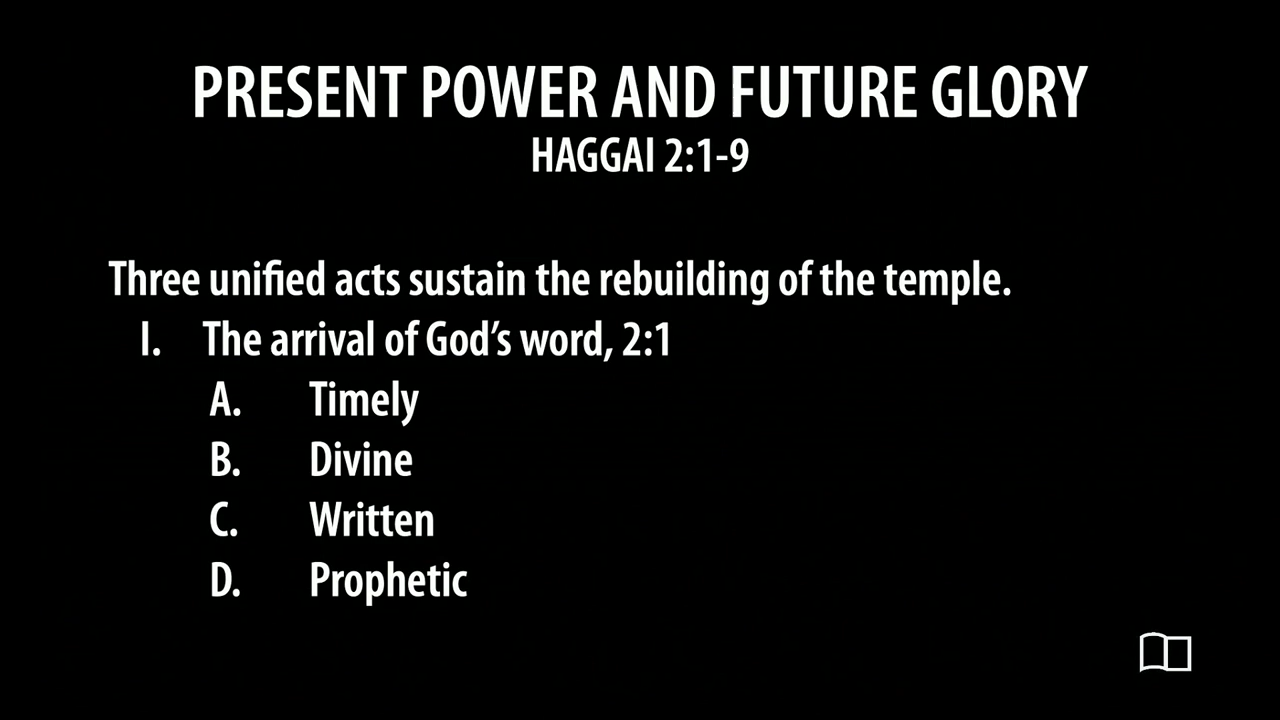 PRESENT POWER AND FUTURE GLORY
HAGGAI 2:1-9
Three unified acts sustain the rebuilding of the temple.
I. The arrival of God’s word, 2:1
A. Timely
B. Divine
C. Written
D. Prophetic